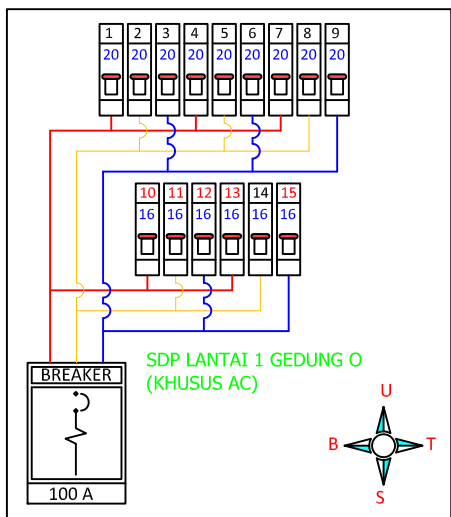 1 2 3 4 5 6 7 8 9
20 20 20 20 20 20 20 20 20
10 11 12 13 14 15
16 16 16 16 16 16
SDP LANTAI 1 GEDUNG O
(KHUSUS AC)
BREAKER
100 A
U
B T
S